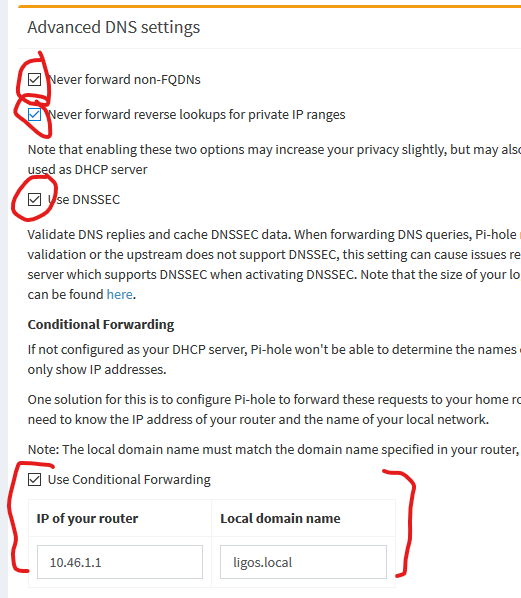 Advanced DNS settings
Never forward non-FQDNs
Never forward reverse lookups for private IP ranges
Note that enabling these two options may increase your privacy slightly, but may also
used as DHCP server
Use DNSSEC
Validate DNS replies and cache DNSSEC data. When forwarding DNS queries, Pi-hole
validation or the upstream does not support DNSSEC, this setting can cause issues re
server which supports DNSSEC when activating DNSSEC. Note that the size of your lo
can be found here.
Conditional Forwarding
If not configured as your DHCP server, Pi-hole won't be able to determine the names
only show IP addresses.
One solution for this is to configure Pi-hole to forward these requests to your home ro
need to know the IP address of your router and the name of your local network.
Note: The local domain name must match the domain name specified in your router,
Use Conditional Forwarding
IP of your router Local domain name
10.46.1.1 ligos.local